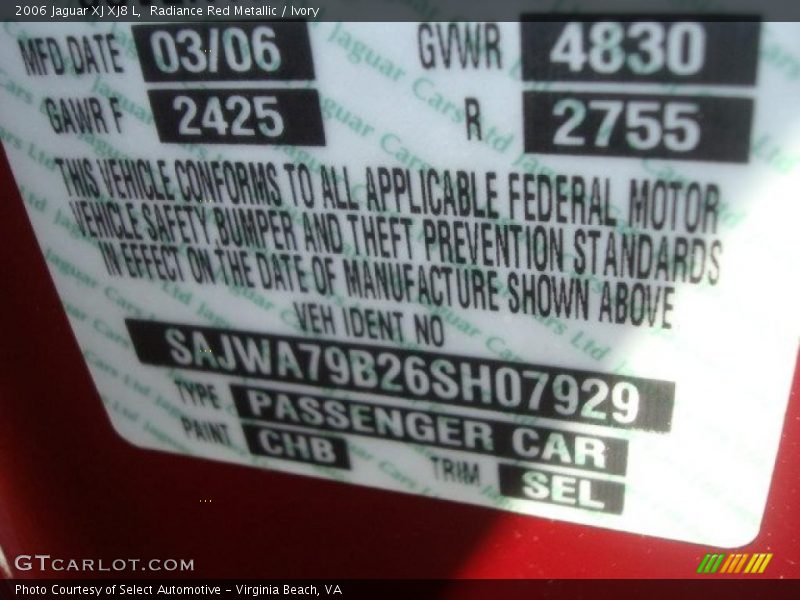 2006 Jaguar XJ XJ8 L, Radiance Red Metallic / Ivory
MFD DATE 03/06 GVWR 4830
GAWR F 2425 R 2755
THIS VEHICLE CONFORMS TO ALL APPLICABLE FEDERAL MOTOR
VEHICLE SAFETY, BUMPER AND THEFT PREVENTION STANDARDS
IN EFFECT ON THE DATE OF MANUFACTURE SHOWN ABOVE
VEH IDENT NO
SAJWA79B26SH07929
TYPE PASSENGER CAR
PAINT CHB TRIM SEL
GTCARLOT.COM
Photo Courtesy of Select Automotive - Virginia Beach, VA